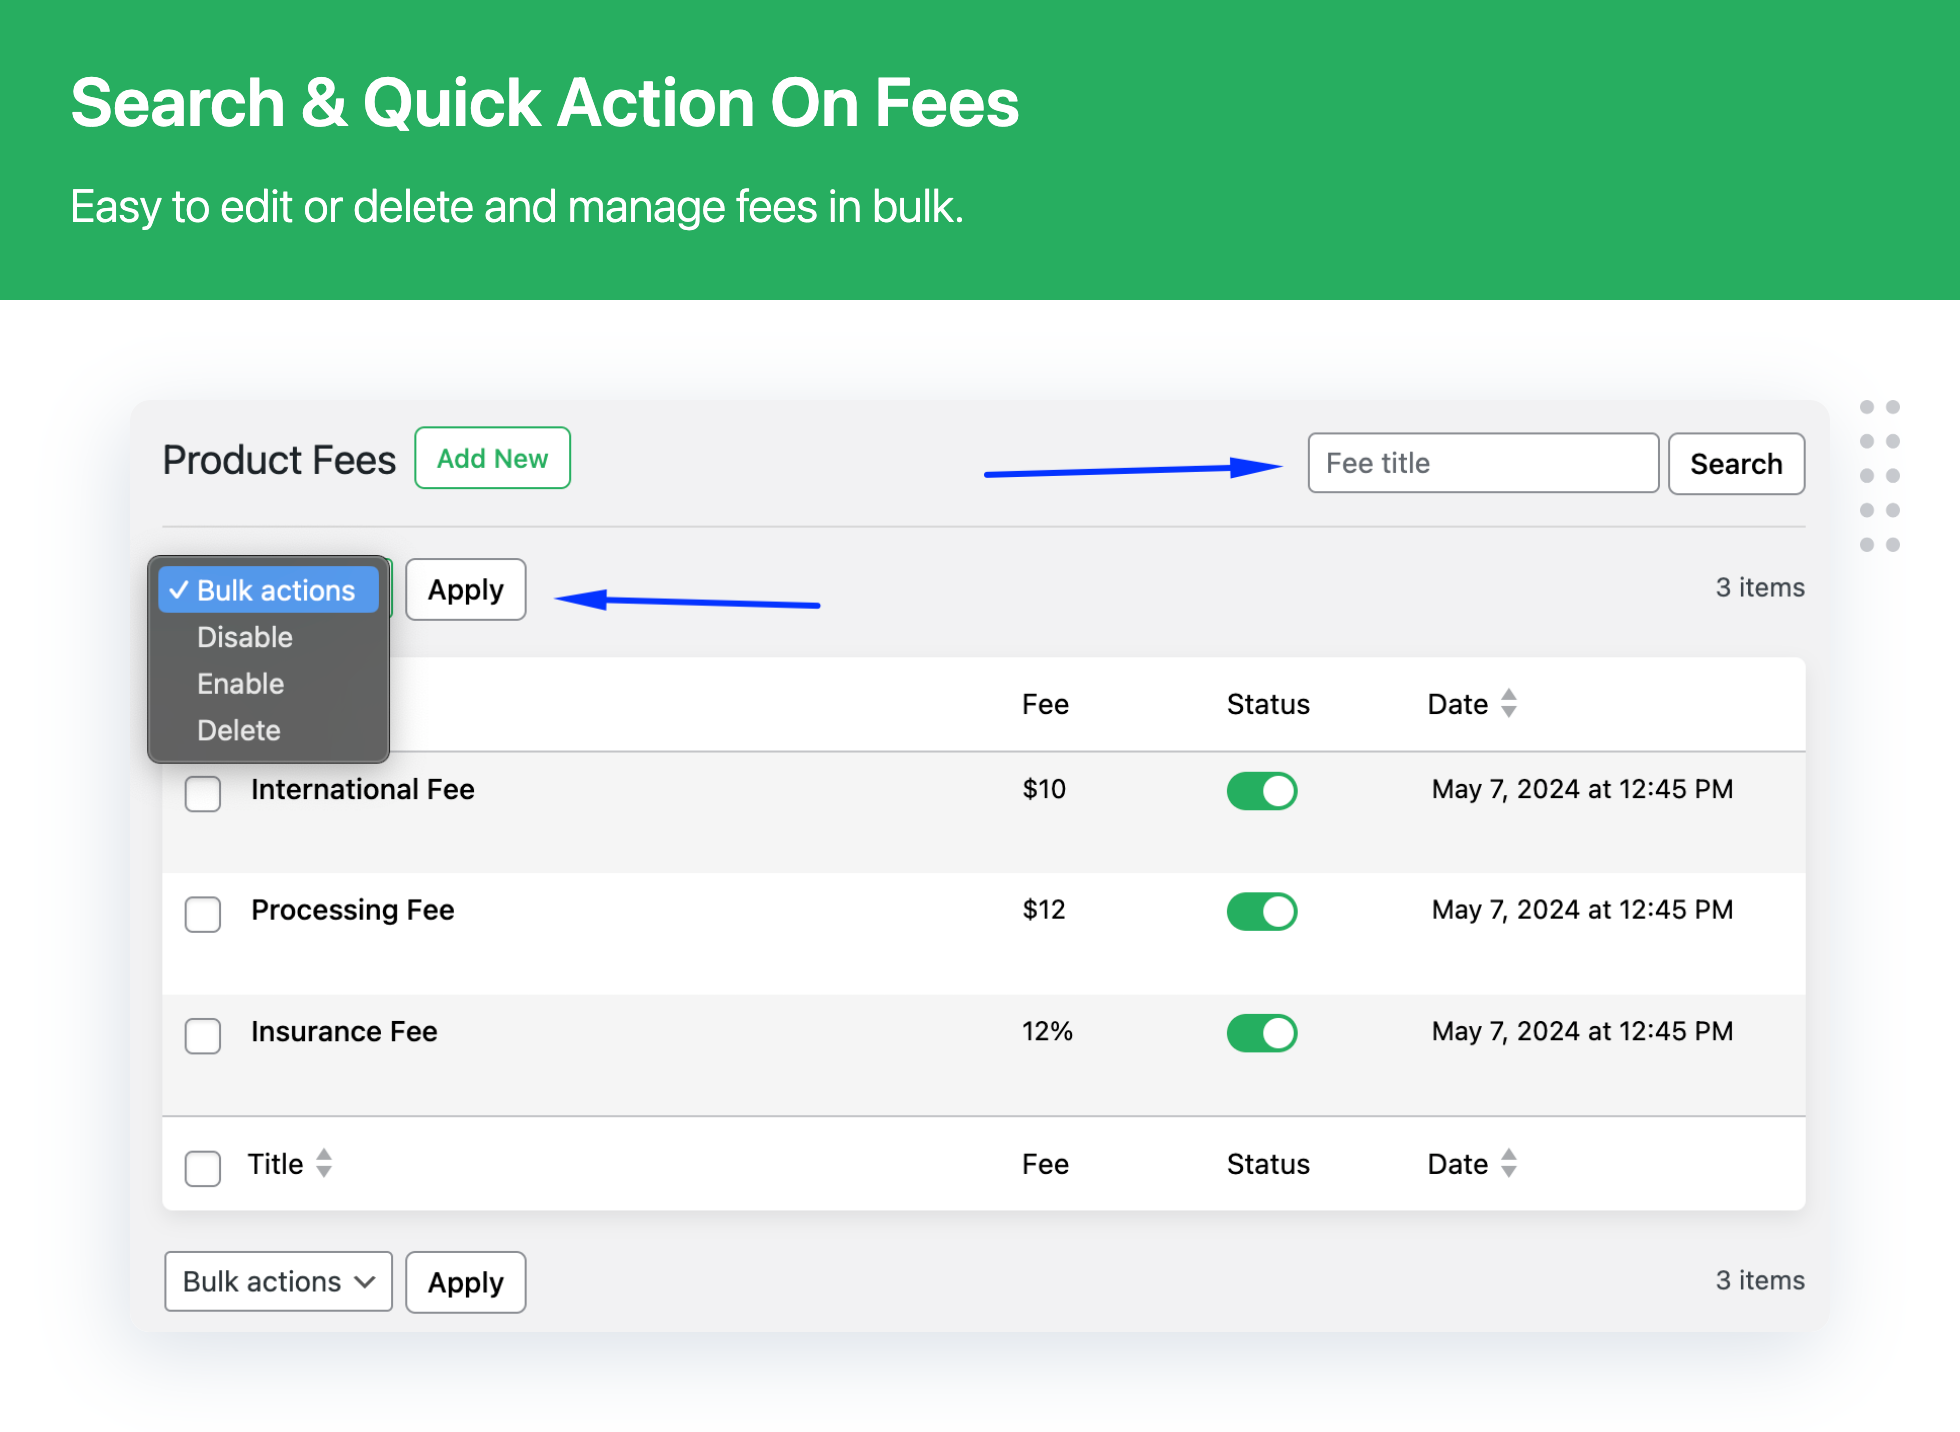 Search & Quick Action On Fees
Easy to edit or delete and manage fees in bulk.
Product Fees Add New Fee title Search
✓ Bulk actions Apply 3 items
Disable
Enable
Delete
Fee Status Date
International Fee $10 May 7, 2024 at 12:45 PM
Processing Fee $12 May 7, 2024 at 12:45 PM
Insurance Fee 12% May 7, 2024 at 12:45 PM
Title Fee Status Date
Bulk actions Apply 3 items